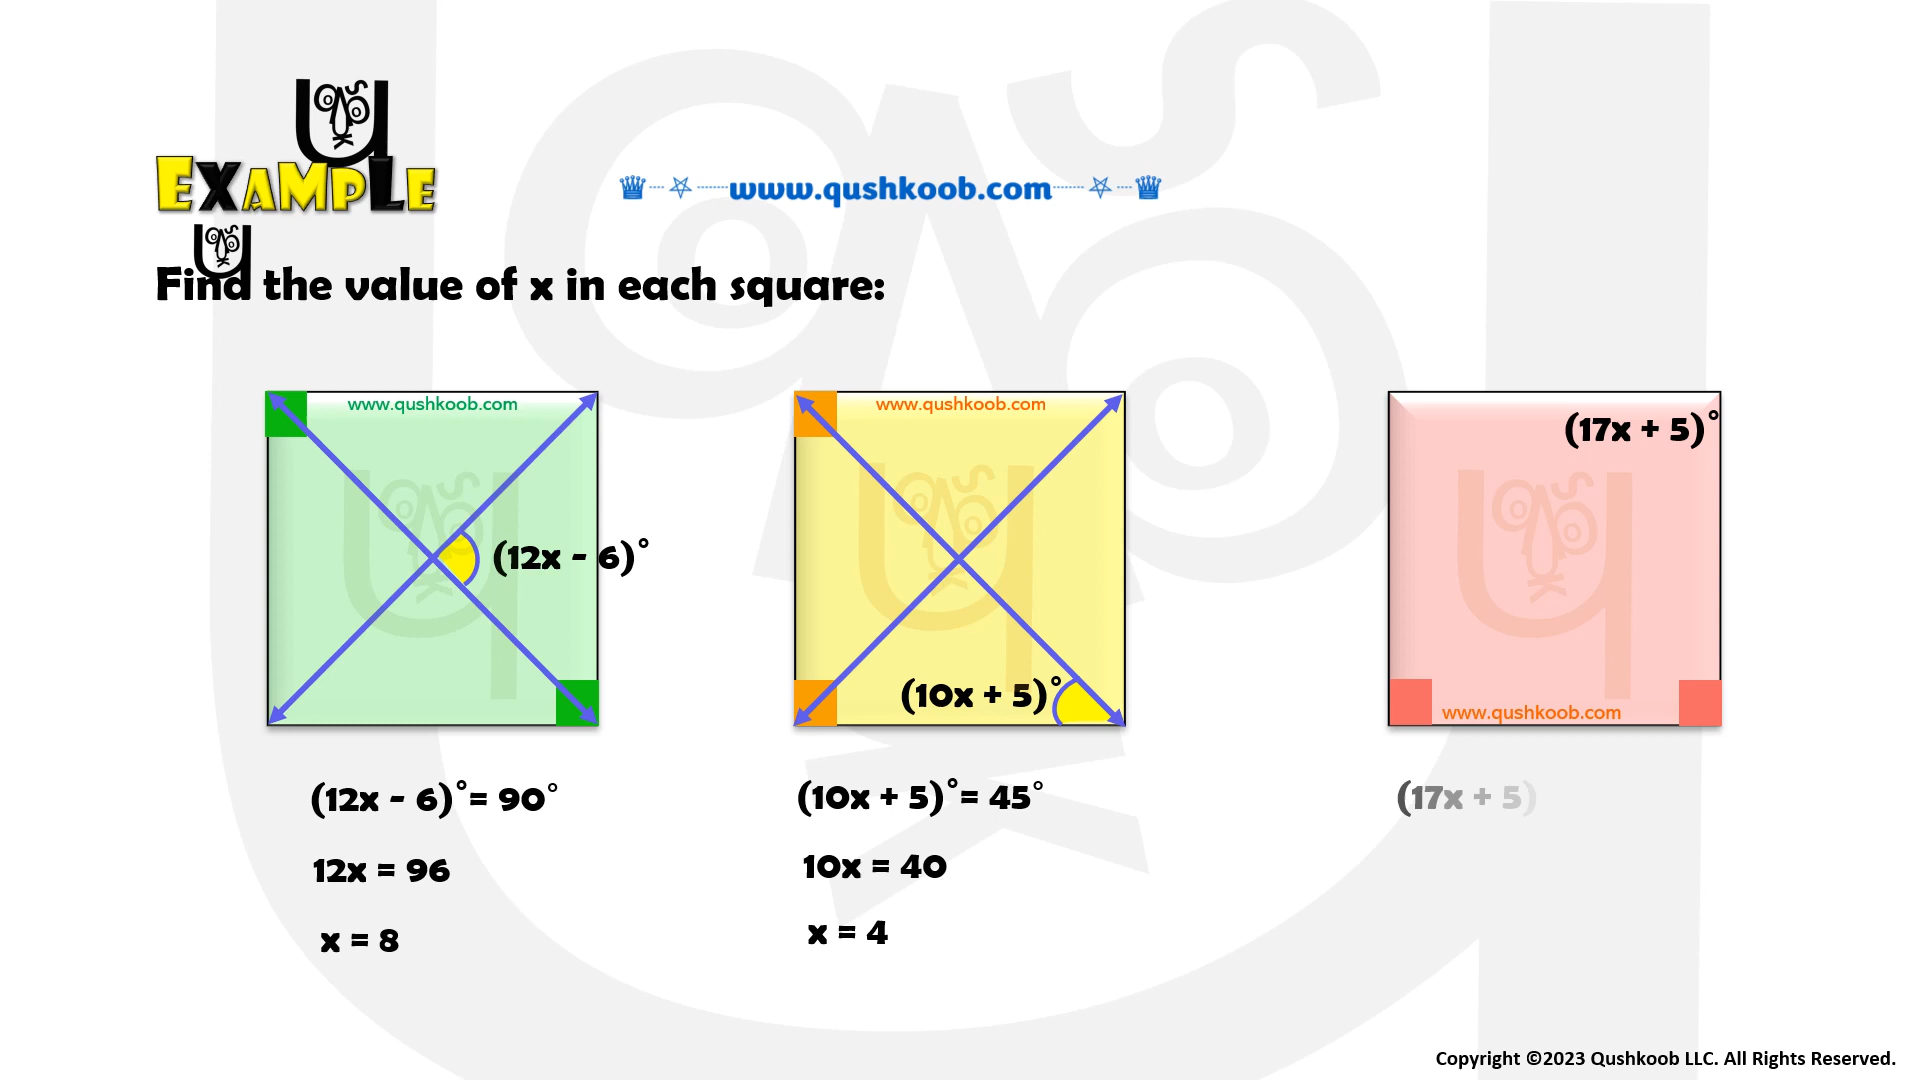 EXAMPLE
www.qushkoob.com
Find the value of x in each square:
www.qushkoob.com
(12x - 6)°
www.qushkoob.com
(10x + 5)°
(17x + 5)°
www.qushkoob.com
(12x - 6)°= 90°
12x = 96
x = 8
(10x + 5)°= 45°
10x = 40
x = 4
(17x + 5)
Copyright ©2023 Qushkoob LLC. All Rights Reserved.